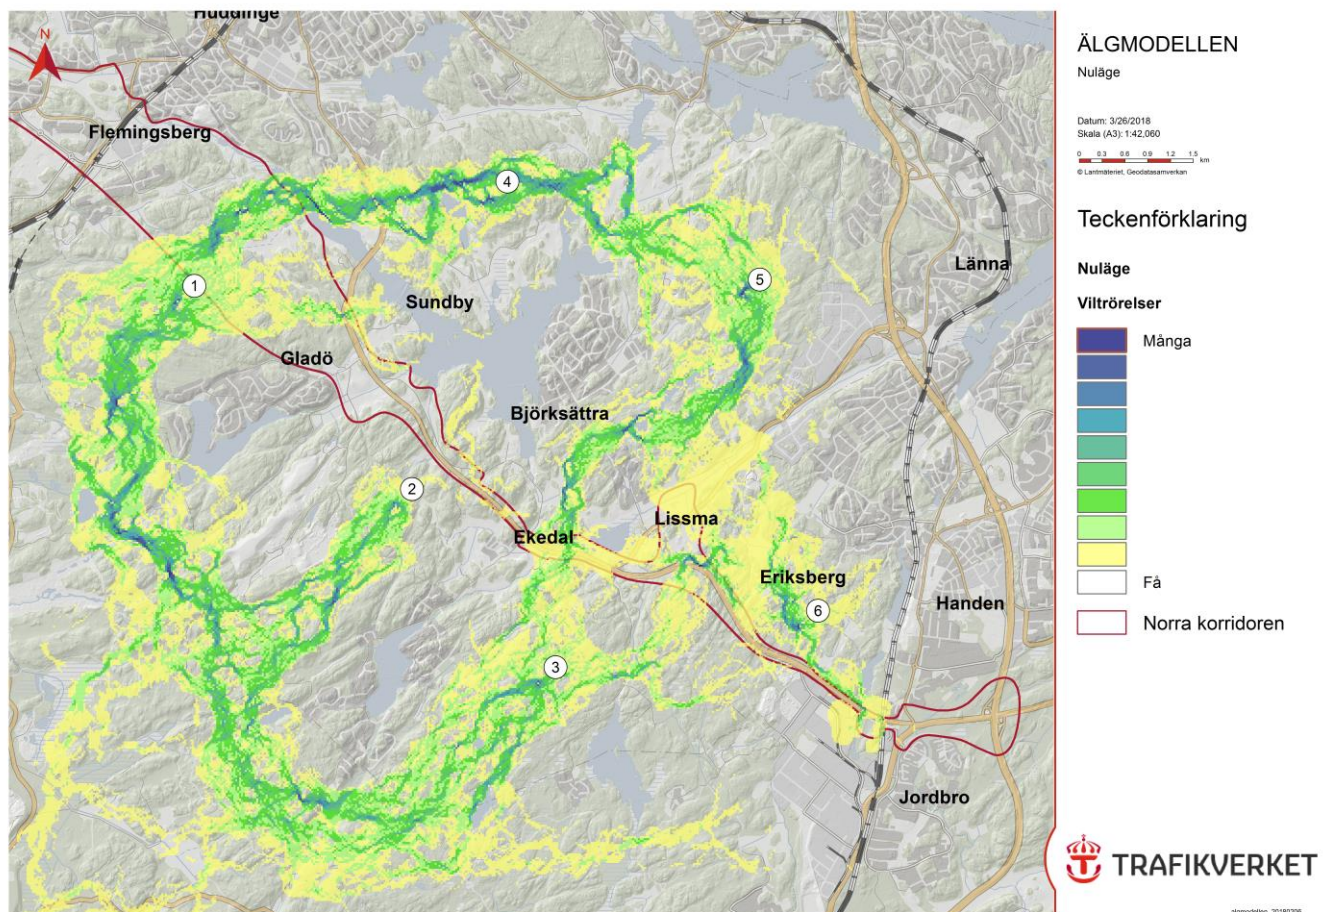 Huddinge
N
Flemingsberg
4
1
5
Länna
Sundby
Gladö
Björksättra
2
Lissma
Ekedal
Eriksberg
6
Handen
3
Jordbro
ÄLGMODELLEN
Nuläge
Datum: 3/26/2018
Skala (A3): 1:42,060
0 0.3 0.6 0.9 1.2 1.5
km
© Lantmäteriet, Geodatasamverkan
Teckenförklaring
Nuläge
Viltrörelser
Många
Få
Norra korridoren
TRAFIKVERKET